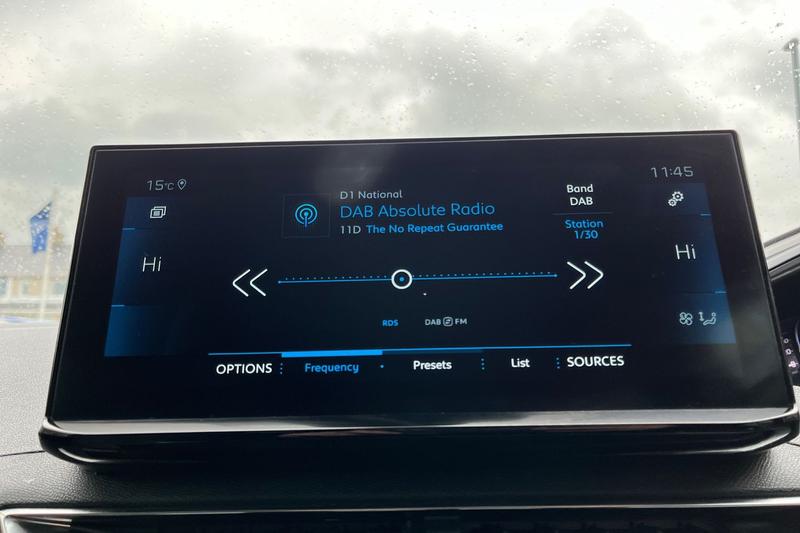 15°C
11:45
Hi
D1 National
DAB Absolute Radio
11D The No Repeat Guarantee
Band
DAB
Station
1/30
Hi
RDS
DAB FM
OPTIONS
Frequency
Presets
List
SOURCES